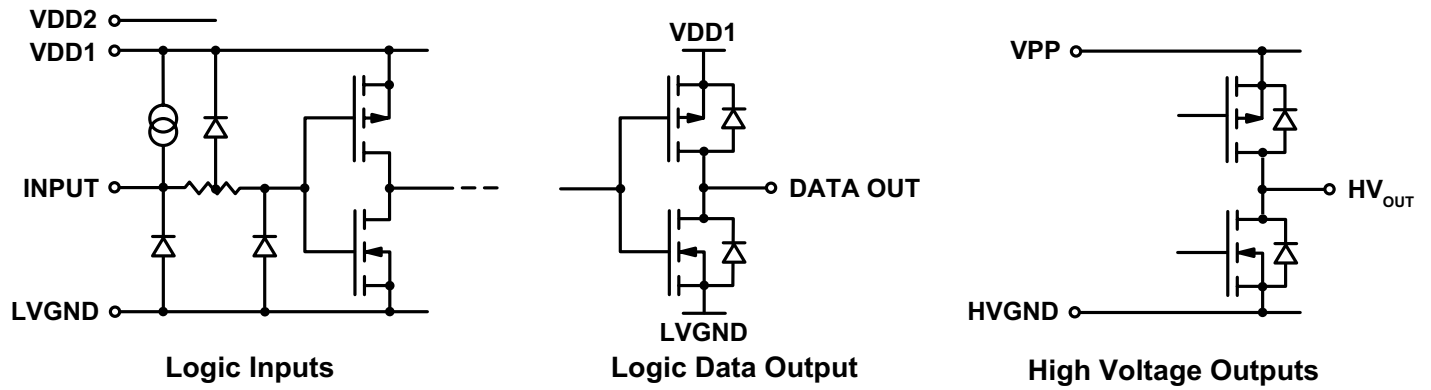 VDD2
VDD1
INPUT
LVGND
Logic Inputs
VDD1
DATA OUT
LVGND
Logic Data Output
VPP
HVOUT
HVGND
High Voltage Outputs